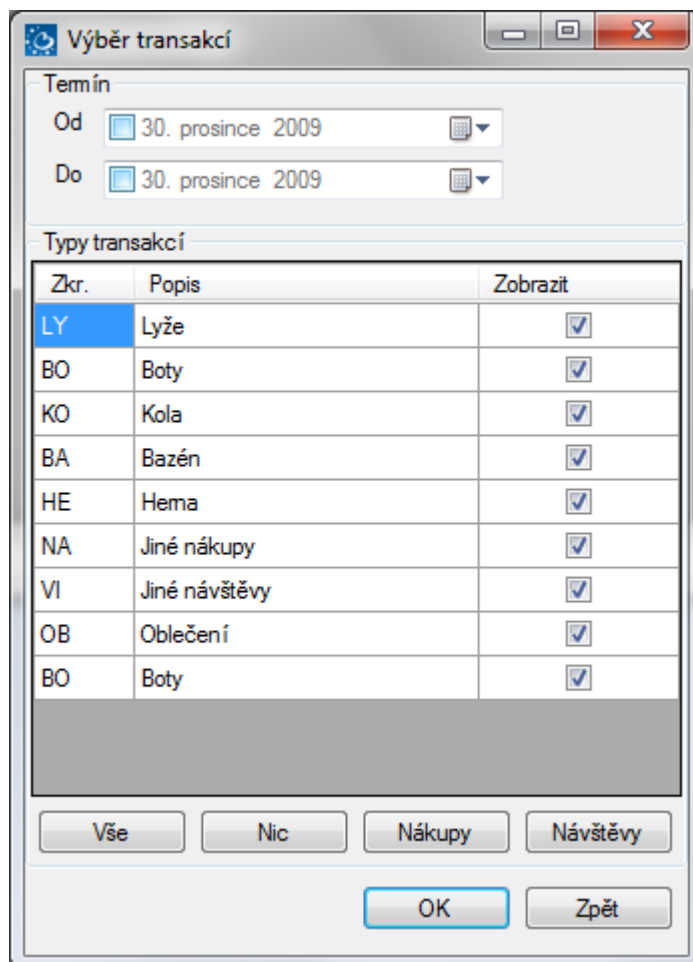 Výběr transakcí
Termín
Od 30. prosince 2009
Do 30. prosince 2009
Typy transakcí
Zkr. Popis Zobrazit
LY Lyže
BO Boty
KO Kola
BA Bazén
HE Herna
NA Jiné nákupy
VI Jiné návštěvy
OB Oblečení
BO Boty
Vše Nic Nákupy Návštěvy
OK Zpět